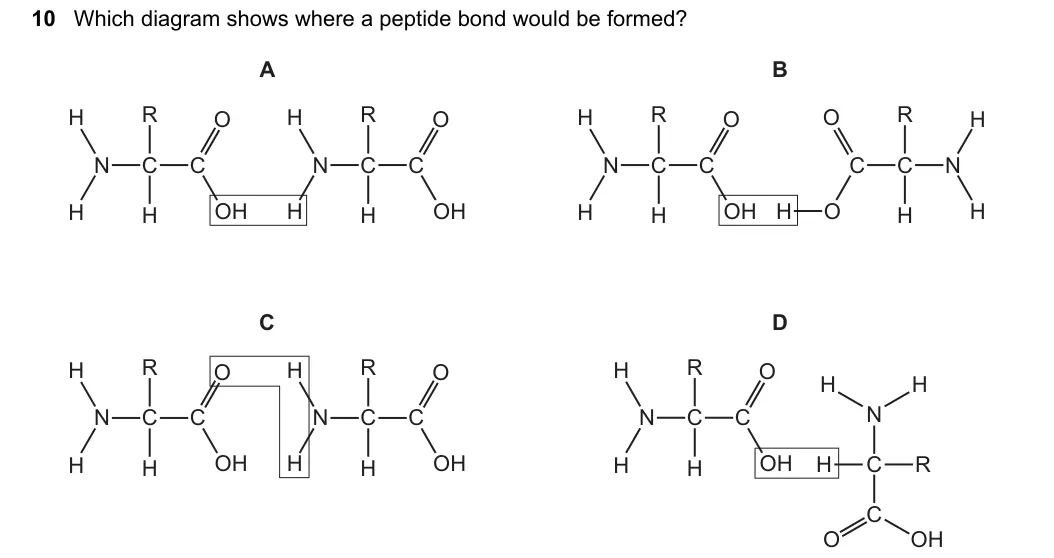 10 Which diagram shows where a peptide bond would be formed?
A B
H R O H R O H R O O R H
N C C N C C N C C C C N
H H OH H H OH H H OH H O H H
C D
H R O H R O H R O H H
N C C N C C N C C N
H H OH H H OH H H OH H C R
C
O OH